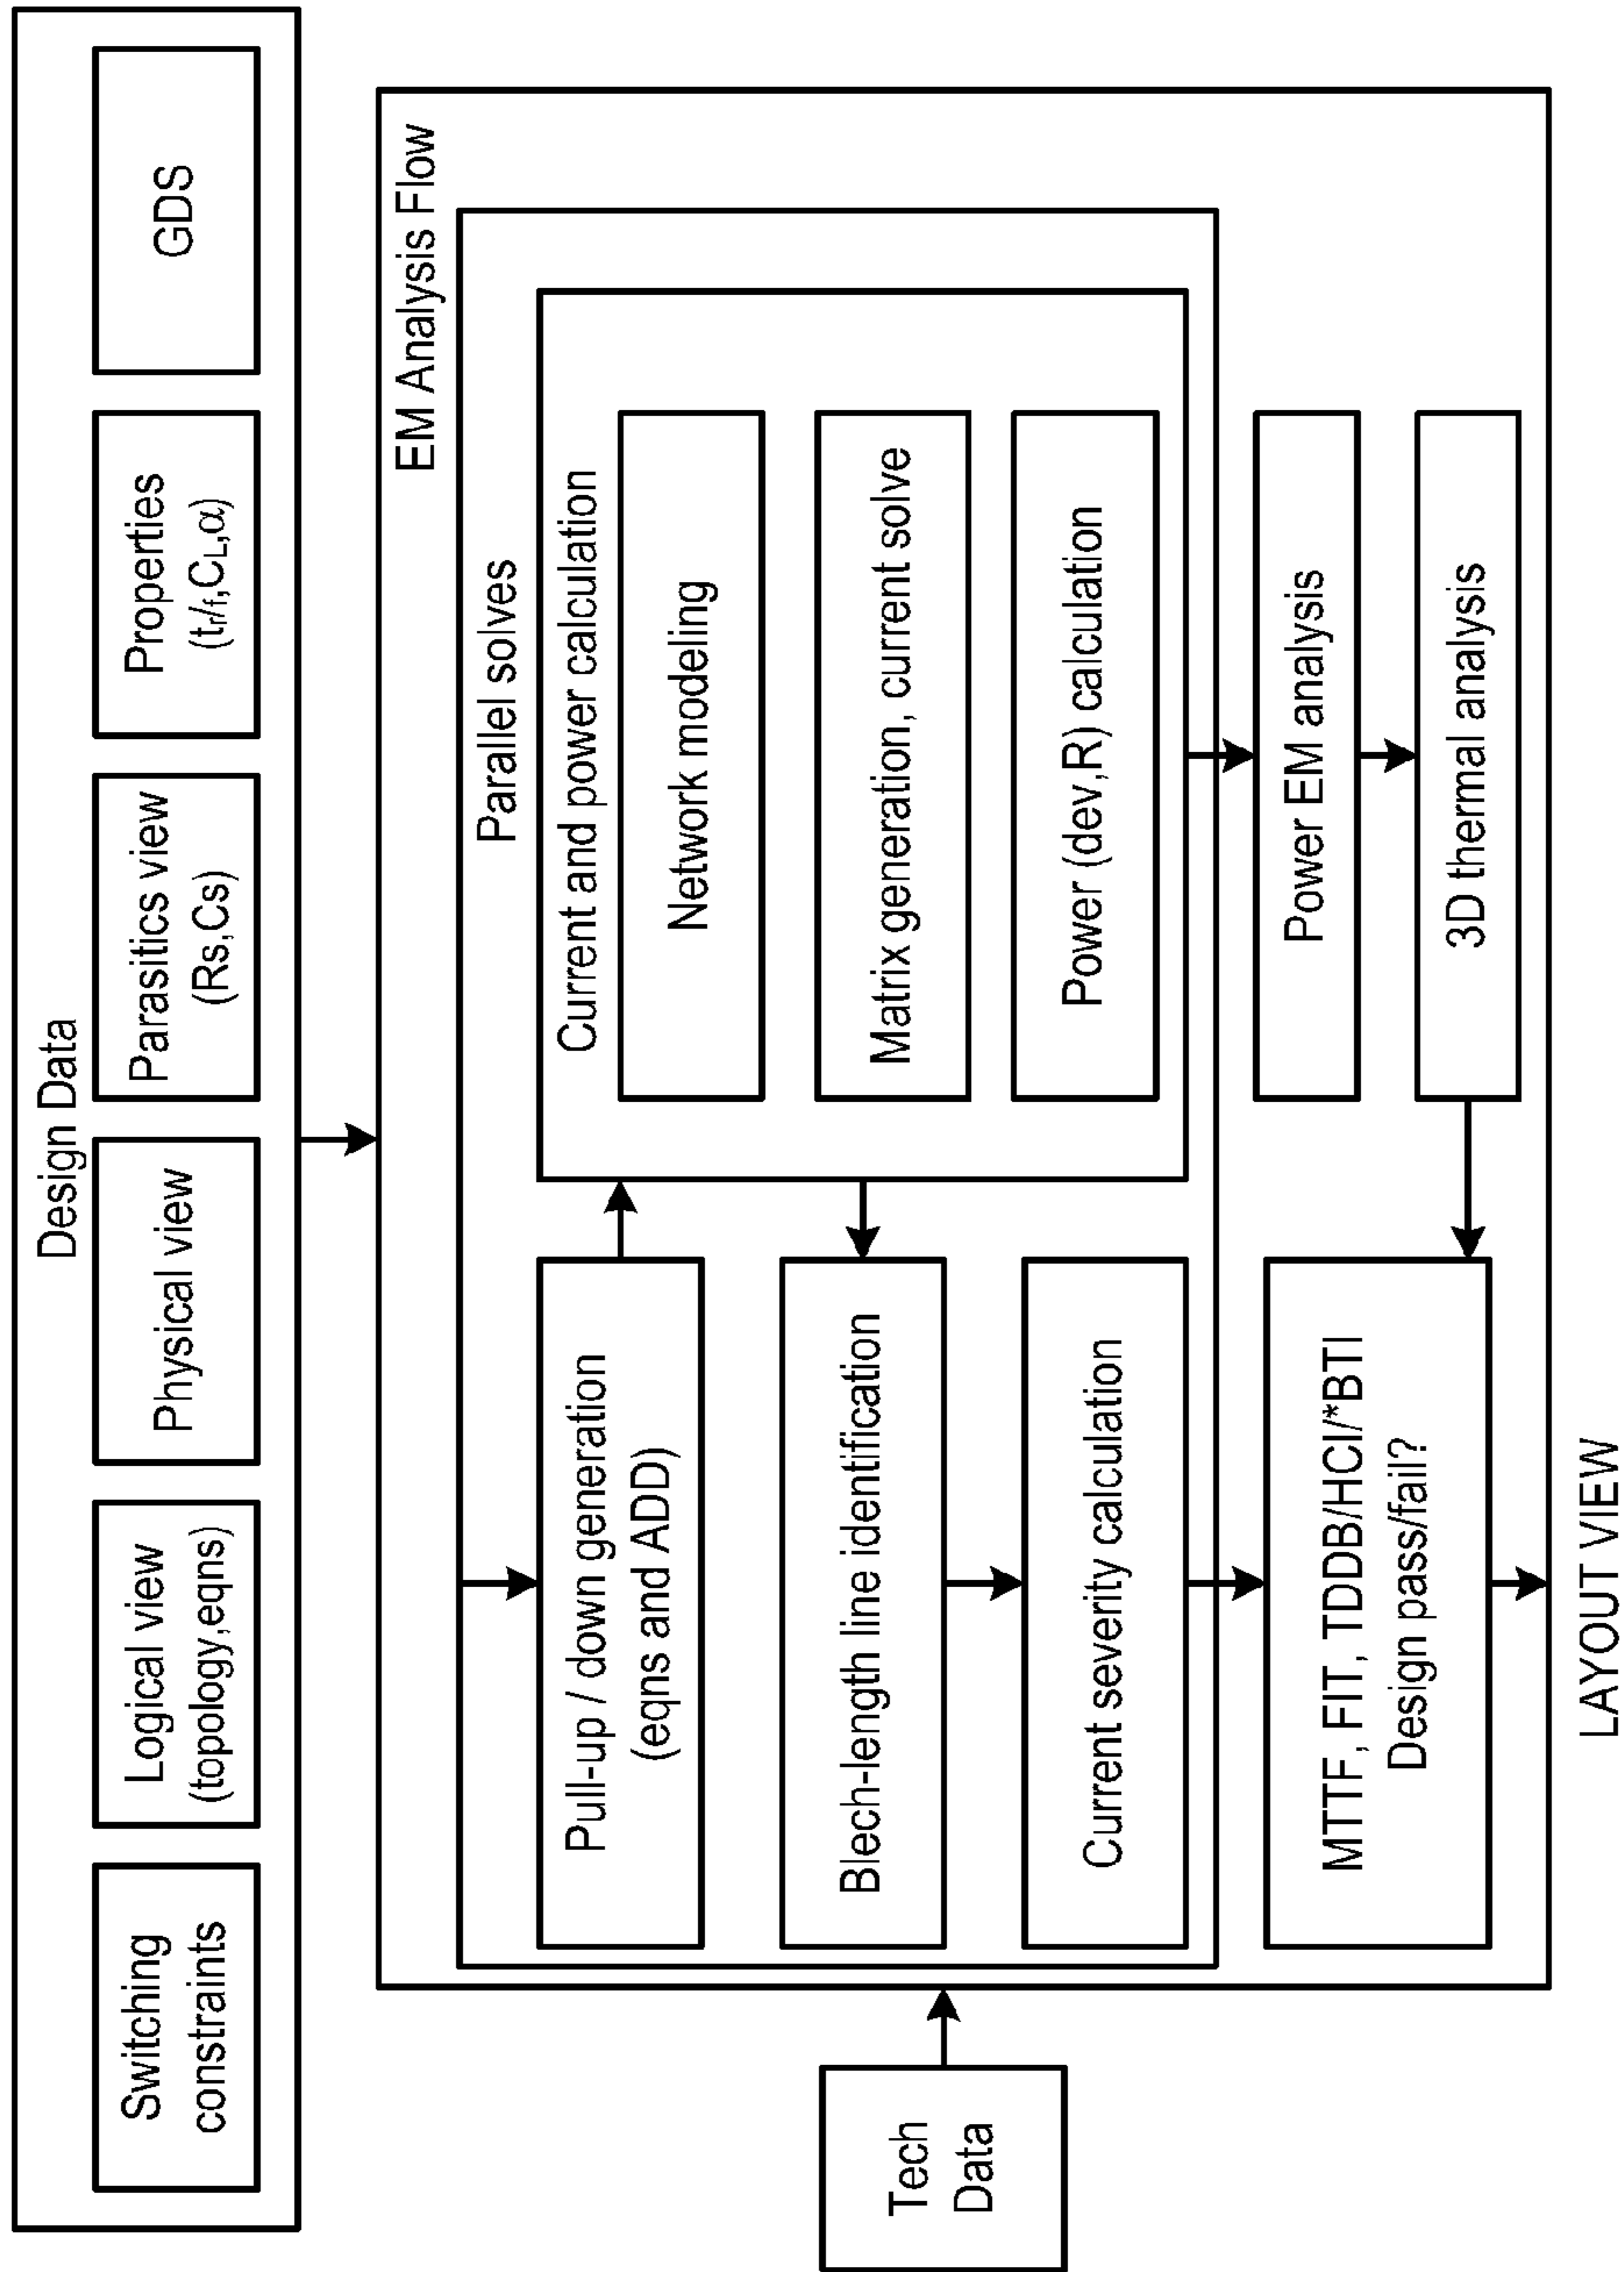 Design Data
Switching
constraints
Logical view
(topology,eqns)
Physical view
Parasitics view
(Rs,Cs)
Properties
(tr/f,CL,α)
GDS
EM Analysis Flow
Tech
Data
Parallel solves
Pull-up / down generation
(eqns and ADD)
Current and power calculation
Network modeling
Matrix generation, current solve
Power (dev,R) calculation
Blech-length line identification
Current severity calculation
Power EM analysis
3D thermal analysis
MTTF, FIT, TDDB/HCI/*BTI
Design pass/fail?
LAYOUT VIEW